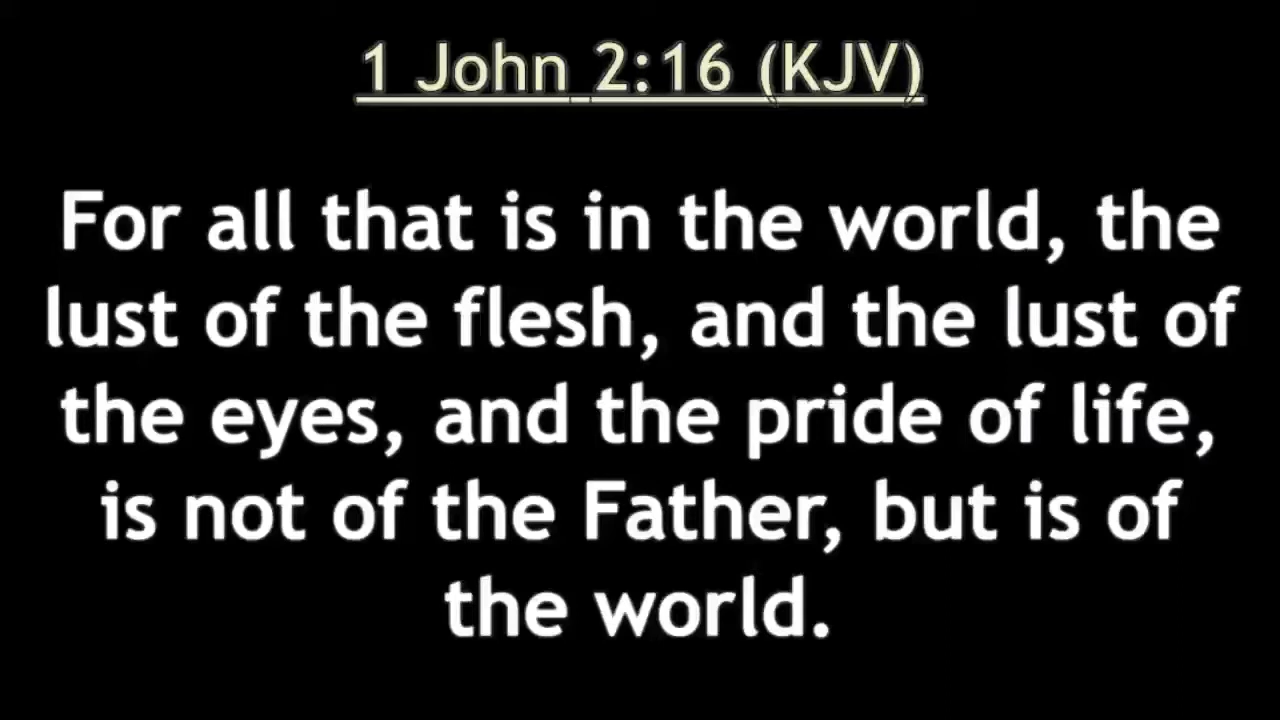 1 John 2:16 (KJV)
For all that is in the world, the
lust of the flesh, and the lust of
the eyes, and the pride of life,
is not of the Father, but is of
the world.